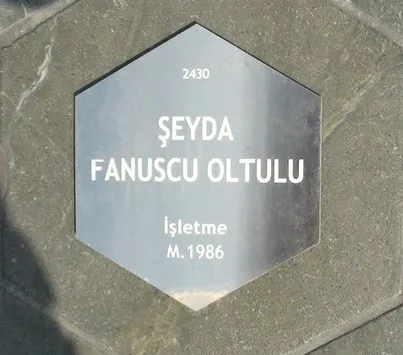 2430
ŞEYDA
FANUSCU OLTULU
İşletme
M.1986